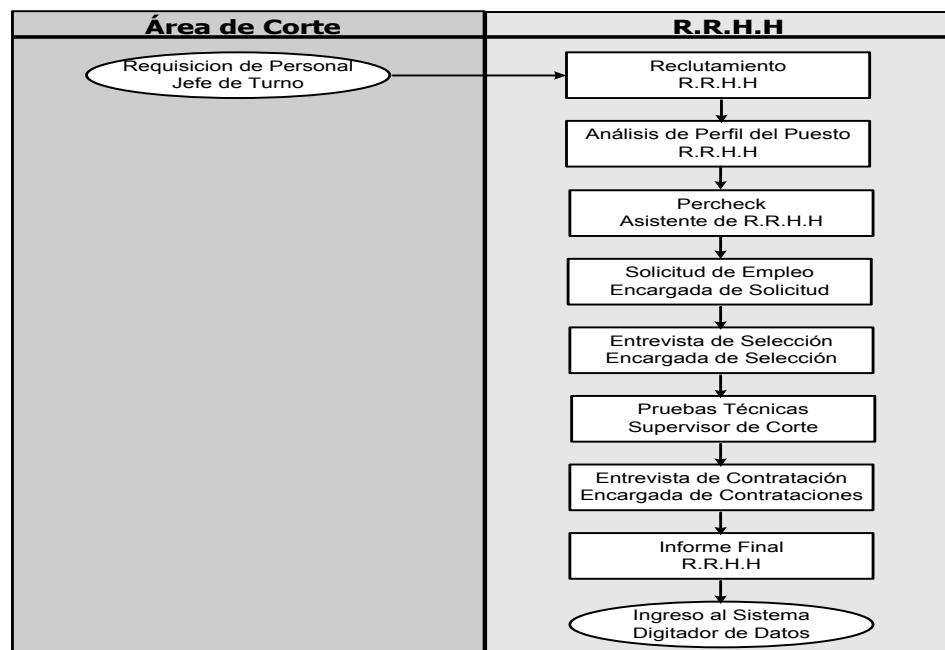 Área de Corte
R.R.H.H
Requisicion de Personal
Jefe de Turno
Reclutamiento
R.R.H.H
Análisis de Perfil del Puesto
R.R.H.H
Percheck
Asistente de R.R.H.H
Solicitud de Empleo
Encargada de Solicitud
Entrevista de Selección
Encargada de Selección
Pruebas Técnicas
Supervisor de Corte
Entrevista de Contratación
Encargada de Contrataciones
Informe Final
R.R.H.H
Ingreso al Sistema
Digitador de Datos